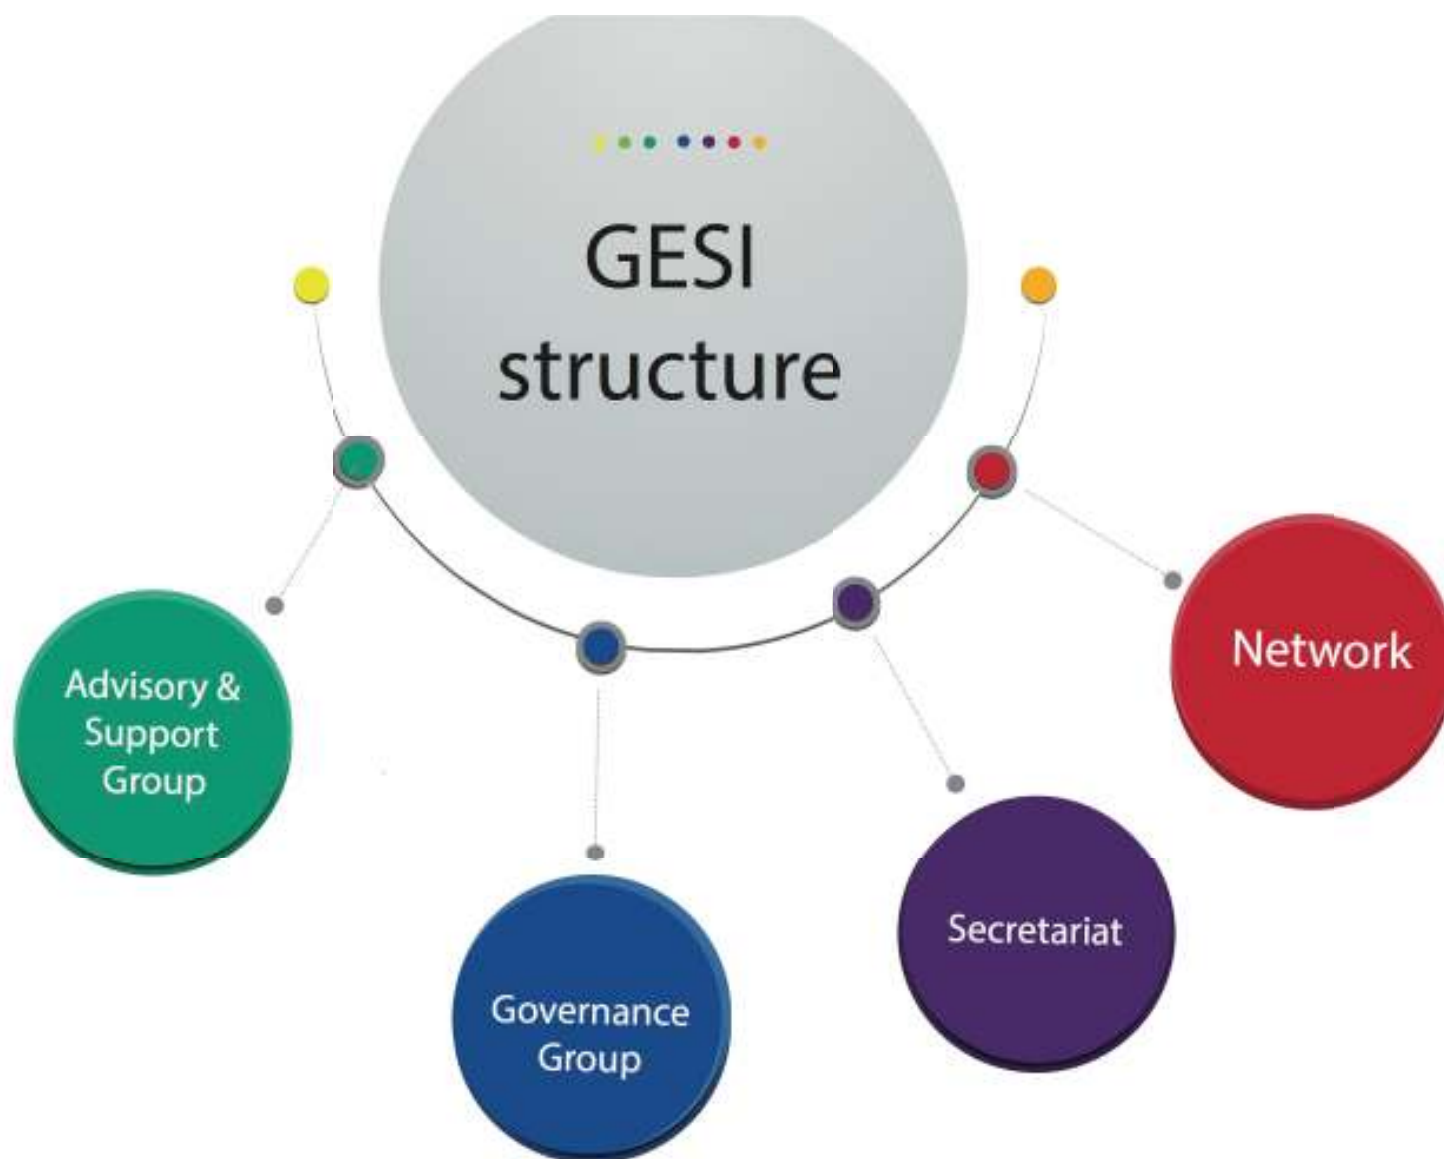 GESI
structure
Advisory &
Support
Group
Governance
Group
Secretariat
Network